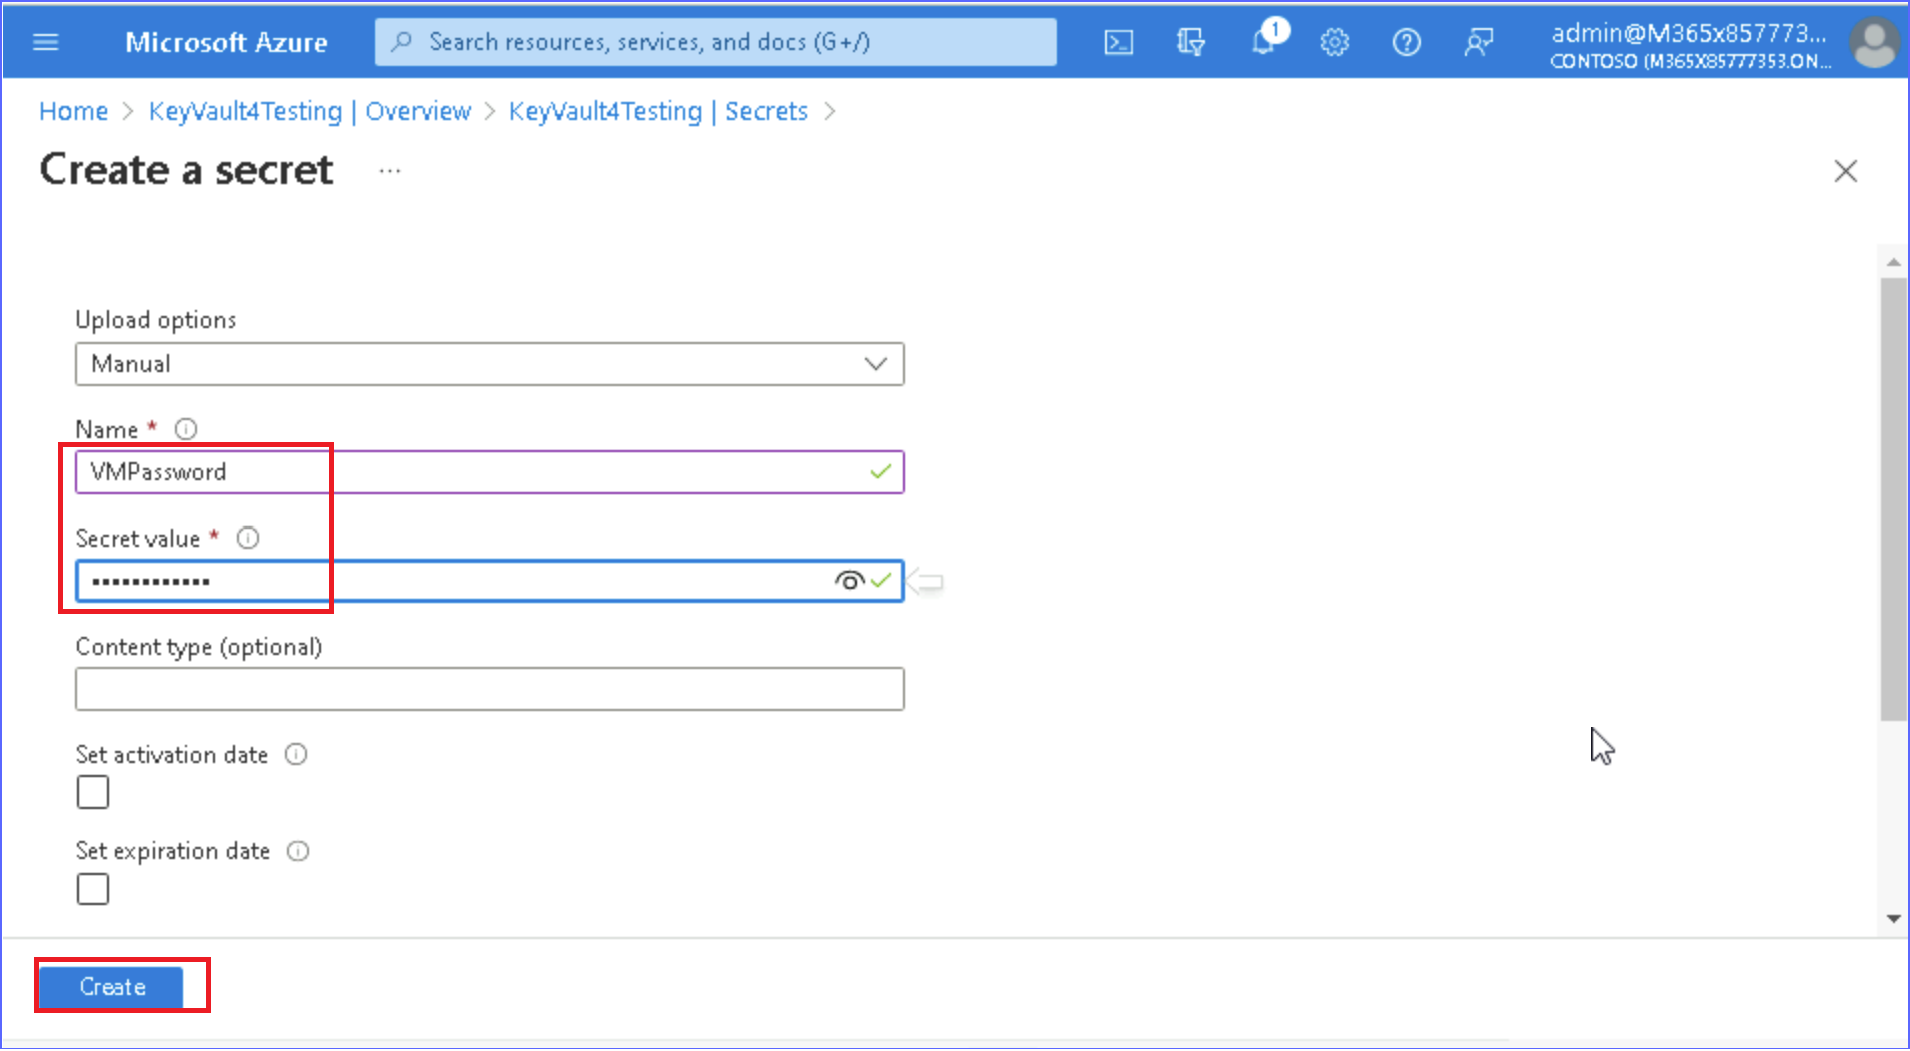 Microsoft Azure
Search resources, services, and docs (G+/)
1
admin@M365x857773...
CONTOSO (M365X85777353.ON...
Home > KeyVault4Testing | Overview > KeyVault4Testing | Secrets >
Create a secret ...
Upload options
Manual
Name *
VMPassword
Secret value *
••••••••••••
Content type (optional)
Set activation date
Set expiration date
Create